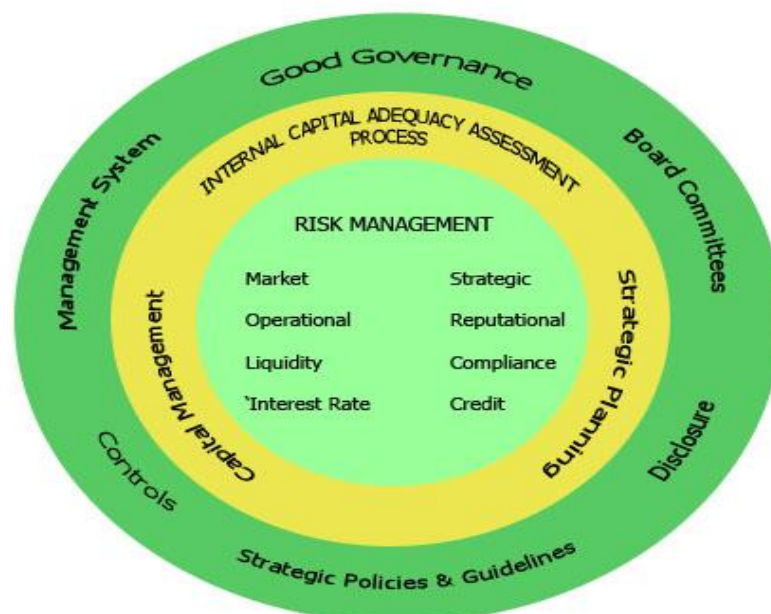 Good Governance
Management System
Board Committees
INTERNAL CAPITAL ADEQUACY ASSESSMENT
PROCESS
RISK MANAGEMENT
Market
Strategic
Operational
Reputational
Liquidity
Compliance
‘Interest Rate
Credit
Capital Management
Strategic Planning
Controls
Disclosure
Strategic Policies & Guidelines